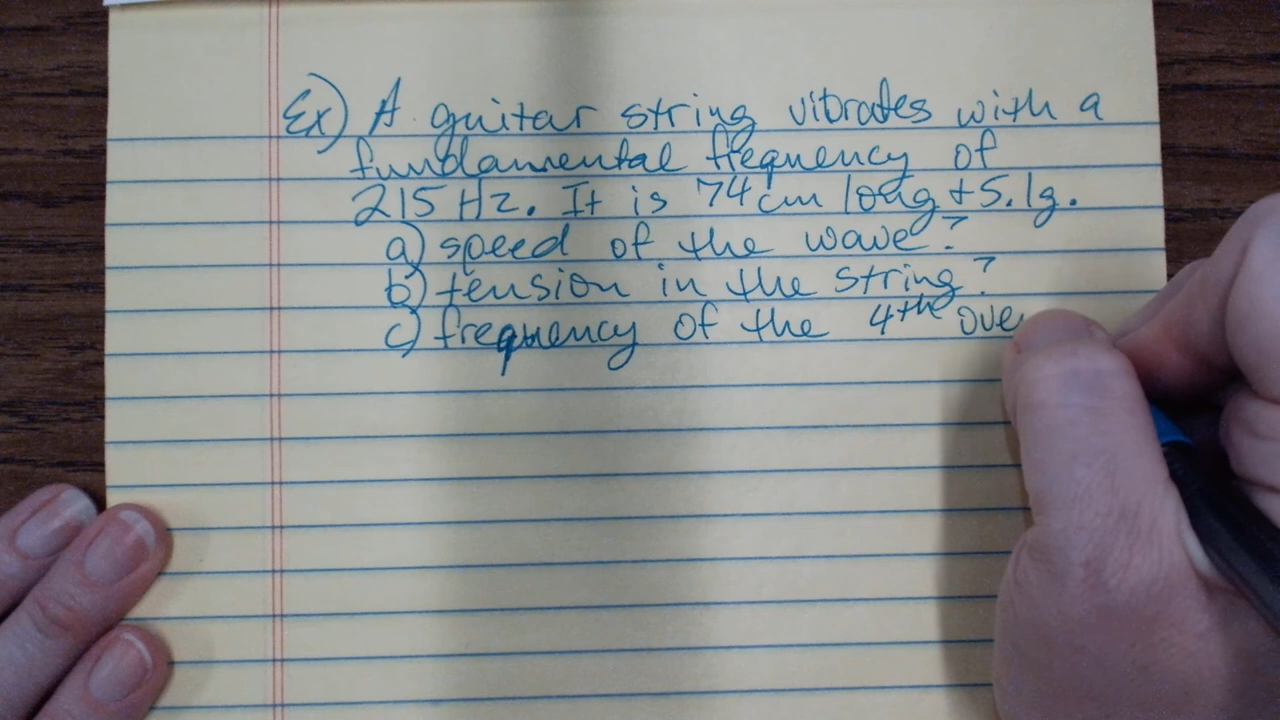 Ex) A guitar string vibrates with a
fundamental frequency of
215 Hz. It is 74 cm long + 5.1g.
a) speed of the wave?
b) tension in the string?
c) frequency of the 4th ove